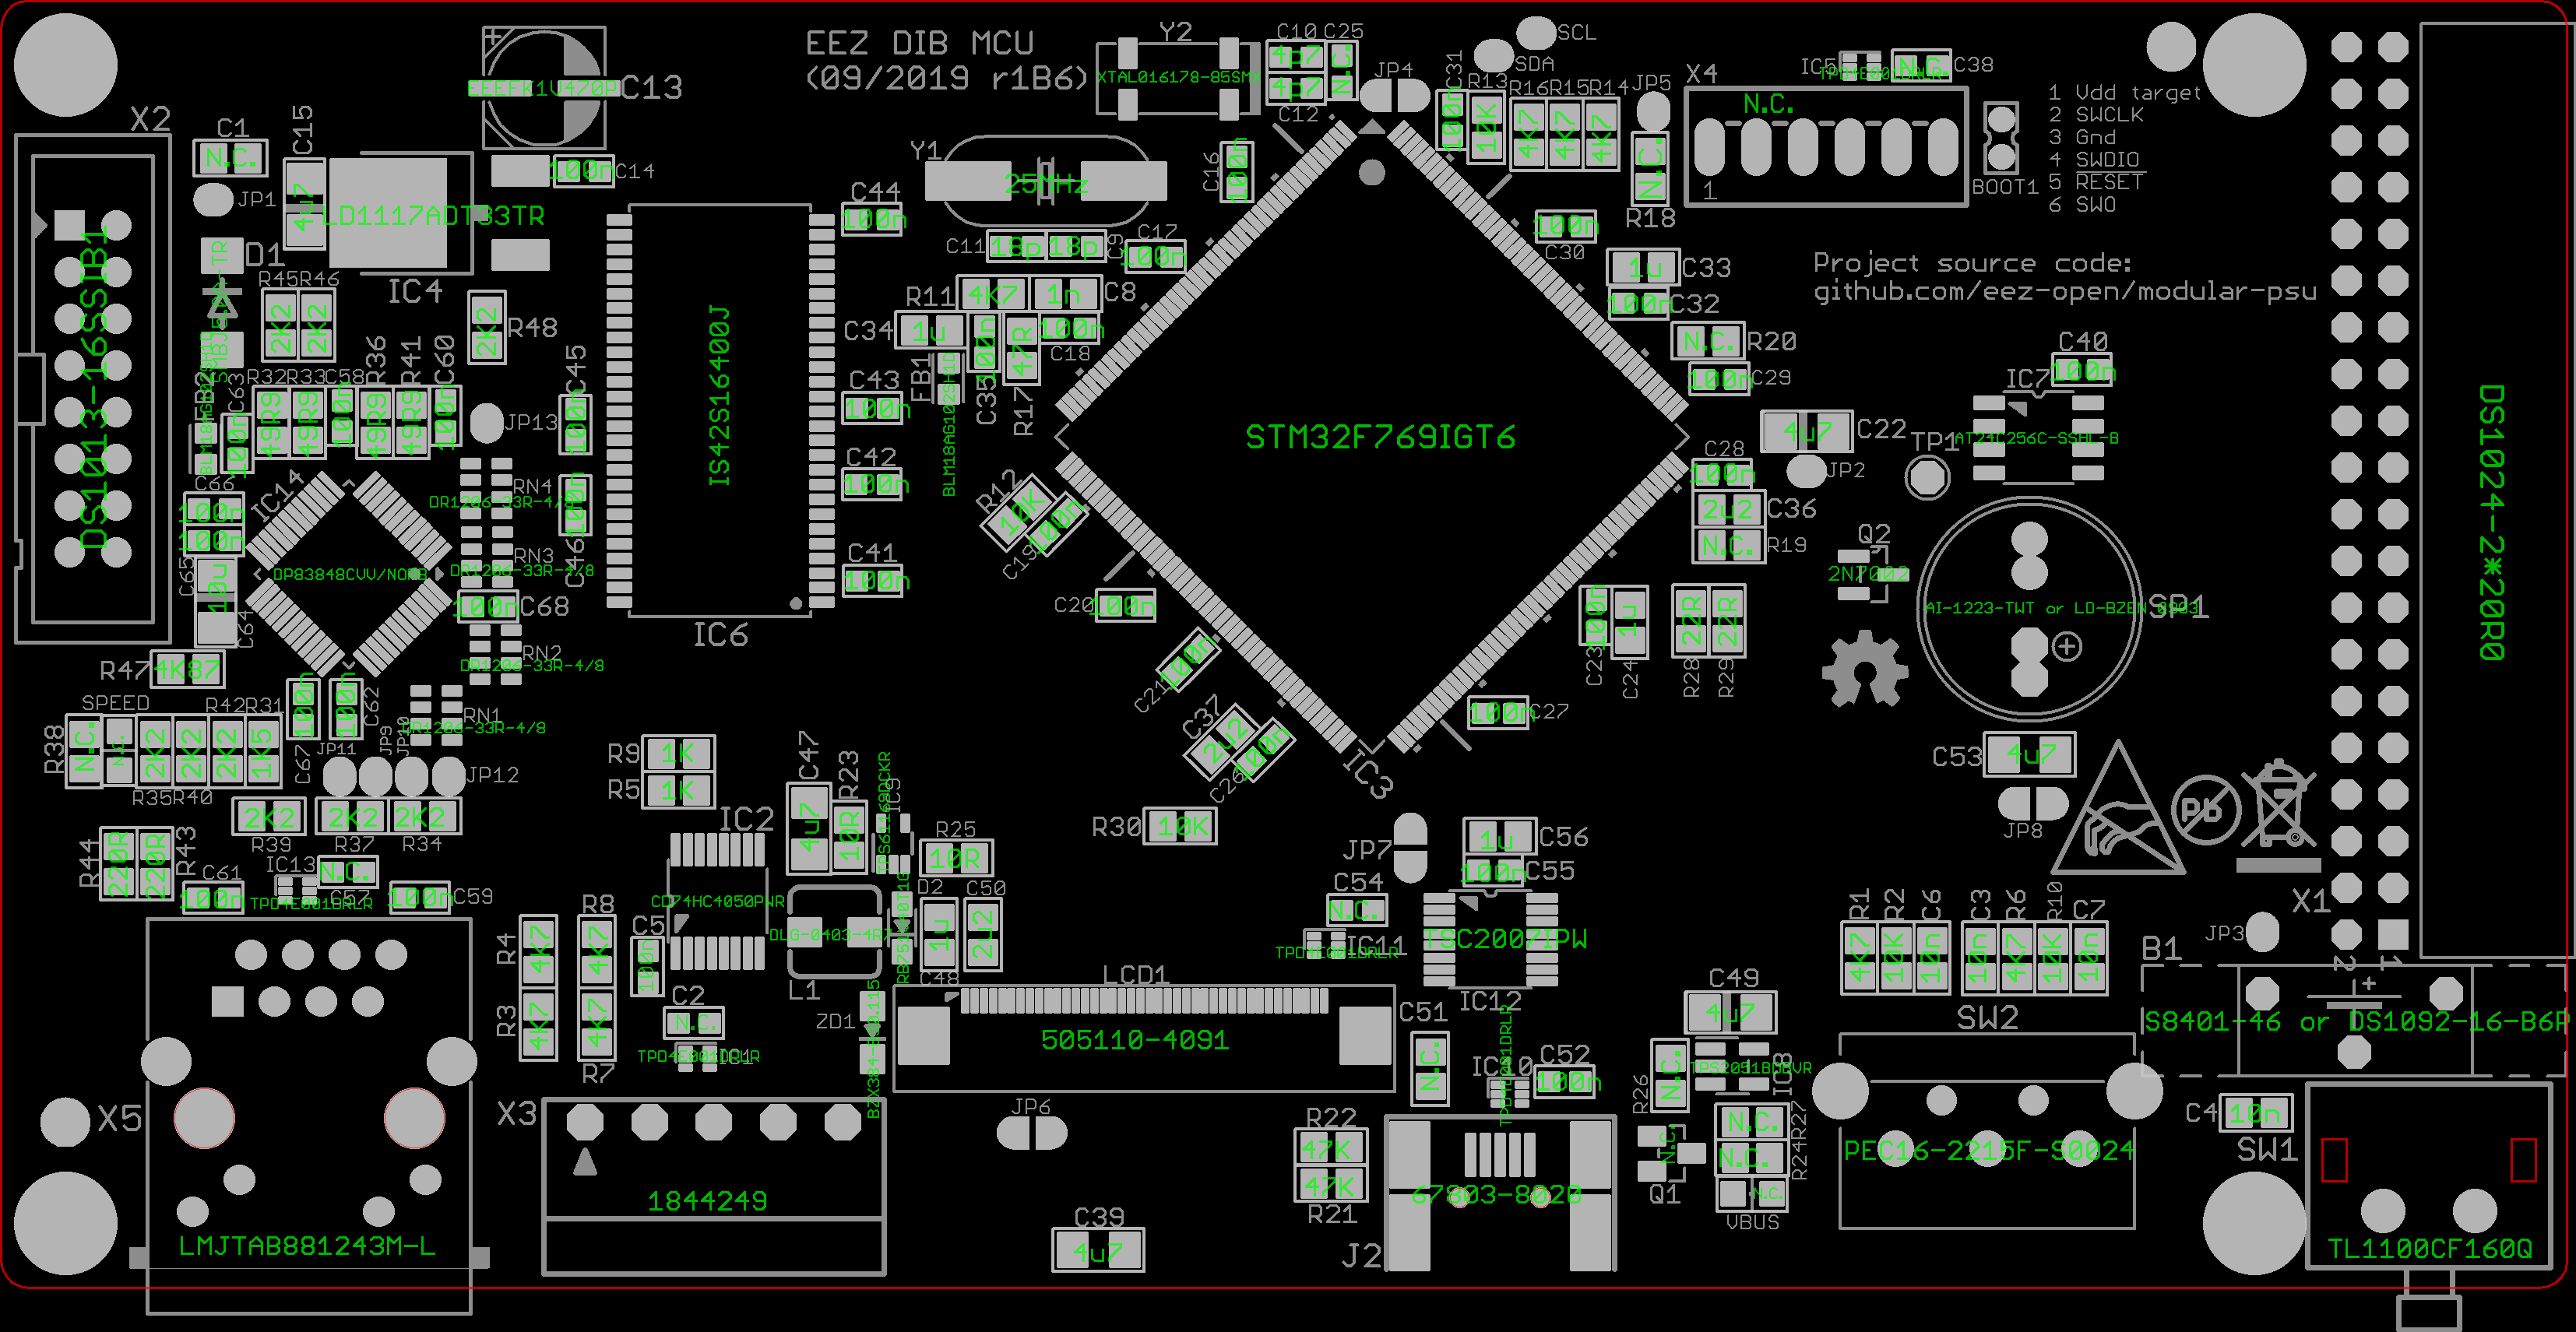 EEZ DIB MCU
(09/2019 r1B6)
Y2
XTAL016178-85SMX
C10 C25
4p7
N.C.
4p7
C12
JP4
SCL
SDA
C31
100n
R13
10K
R16 R15 R14
4K7
4K7
4K7
JP5
N.C.
R18
X4
N.C.
1
IC5
N.C.
C38
BOOT1
1 Vdd target
2 SWCLK
3 Gnd
4 SWDIO
5 RESET
6 SWO
Project source code:
github.com/eez-open/modular-psu
X2
DS1013-16SSIB1
C1
N.C.
JP1
C15
4u7
EEEFK1V470P
C13
100n
C14
LD1117ADT33TR
IC4
D1
R45 R46
2K2
2K2
2K2
R48
C63
100n
R32 R33 C58
49R9
49R9
100n
R36
49R9
R41
49R9
C60
100n
JP13
C45
100n
C46
100n
C66
100n
100n
C65
10u
C64
IC14
DP83848CVV/NOPB
RN4
DR1206-33R-4/8
RN3
DR1206-33R-4/8
100n
C68
RN2
DR1206-33R-4/8
RN1
DR1206-33R-4/8
R47
4K87
SPEED
R38
N.C.
N.C.
R42 R31
2K2
2K2
2K2
1K5
R35 R40
100n
C67
100n
C62
JP11
JP9
JP10
JP12
2K2
R39
2K2
R37
2K2
R34
R44
220R
220R
R43
C61
100n
IC13
TPD4E001DRLR
N.C.
C57
100n
C59
X5
LMJTAB881243M-L
IS42S16400J
IC6
C44
100n
C43
100n
C42
100n
C41
100n
Y1
25MHz
C16
100n
C11
18p
18p
C9
C17
100n
R11
4K7
1n
C8
C34
1u
100n
C35
47R
R17
100n
C18
FB1
BLM18AG102SH1D
R12
10K
100n
C19
C20
100n
C21
100n
C37
2u2
100n
C26
STM32F769IGT6
IC3
100n
C30
1u
C33
100n
C32
N.C.
R20
100n
C29
4u7
C22
JP2
C28
100n
2u2
C36
N.C.
R19
100n
C23
1u
C24
22R
R28
22R
R29
100n
C27
TP1
IC7
AT24C256C-SSHL-B
C40
100n
Q2
2N7002
AI-1223-TWT or LD-BZEN-0903
SP1
DS1024-2*20R0
C53
4u7
JP8
Pb
X1
1
2
JP3
R9
1K
R5
1K
IC2
CD74HC4050PWR
C47
4u7
R23
10R
IC9
TPS61169DCKR
R25
10R
L1
DLG-0403-4R7
D2
RB751S40T1G
C50
1u
C48
2u2
R4
4K7
R3
4K7
R8
4K7
R7
4K7
C5
100n
C2
N.C.
IC1
TPD4E001DRLR
ZD1
X3
1844249
LCD1
505110-4091
JP6
C39
4u7
R30
10K
JP7
1u
C56
100n
C55
C54
N.C.
IC11
TPD4E001DRLR
TSC2007IPW
IC12
C51
N.C.
IC10
TPD4E001DRLR
C52
100n
R22
47K
47K
R21
67803-8020
J2
C49
4u7
R26
N.C.
TPS2051BDBVR
IC8
N.C.
Q1
N.C.
N.C.
R24 R27
N.C.
VBUS
R1
4K7
R2
10K
C6
10n
C3
10n
R6
4K7
R10
10K
C7
10n
SW2
PEC16-2215F-S0024
B1
S8401-46 or DS1092-16-B6P
C4
10n
SW1
TL1100CF160Q